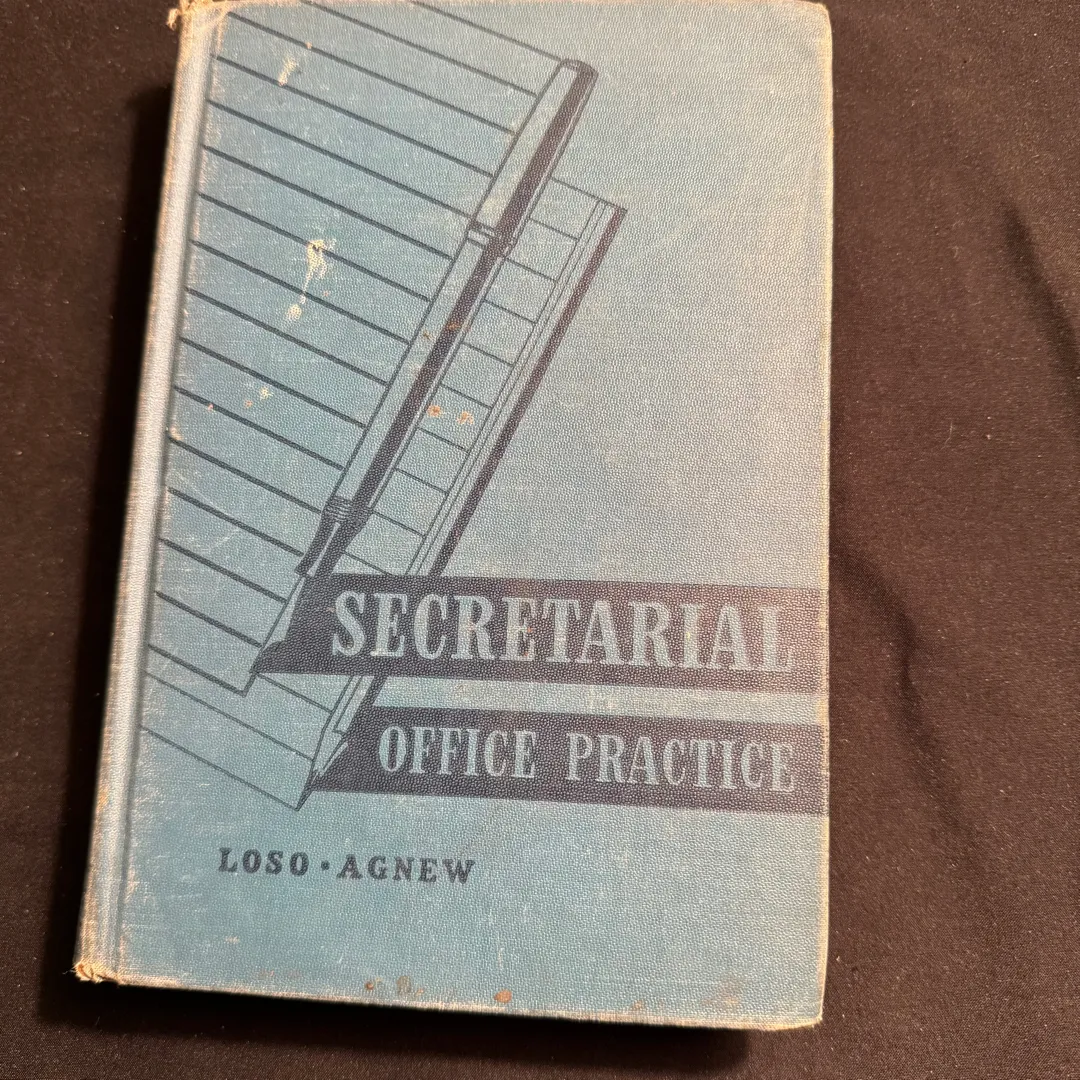 SECRETARIAL
OFFICE PRACTICE
LOSO • AGNEW